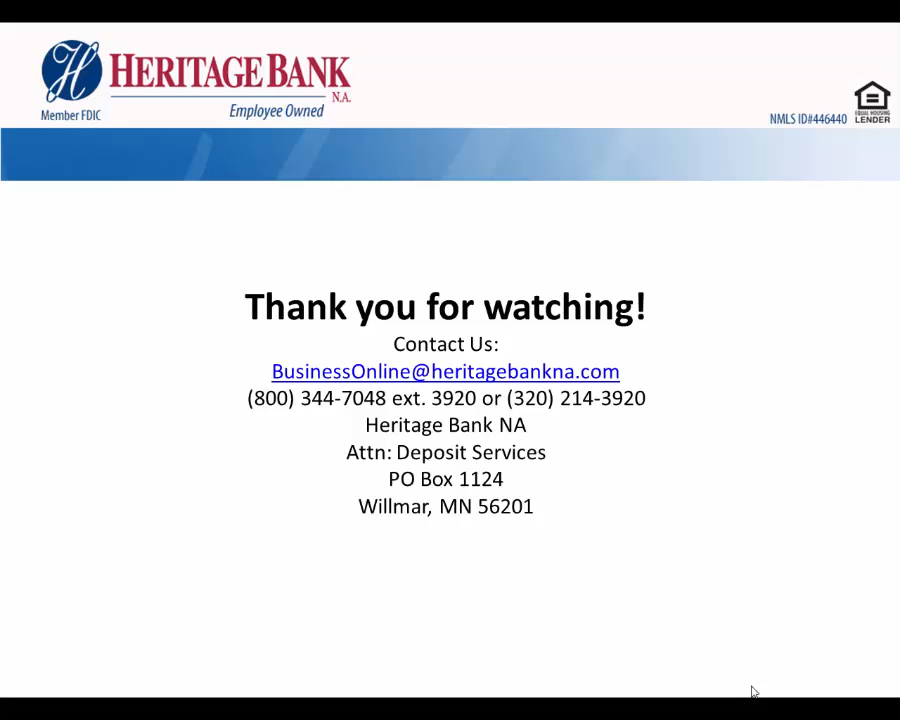 H HERITAGE BANK
N.A.
Member FDIC
Employee Owned
NMLS ID#446440
EQUAL HOUSING
LENDER
Thank you for watching!
Contact Us:
BusinessOnline@heritagebankna.com
(800) 344-7048 ext. 3920 or (320) 214-3920
Heritage Bank NA
Attn: Deposit Services
PO Box 1124
Willmar, MN 56201